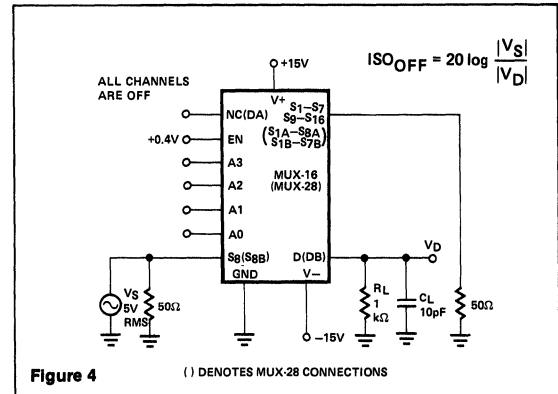 +15V
ISO_OFF = 20 log |V_S| / |V_D|
ALL CHANNELS
ARE OFF
V+
NC(DA)
S1–S7
S9–S16
+0.4V
EN
(S1A–S8A
S1B–S7B)
A3
MUX-16
(MUX-28)
A2
A1
A0
S8(S8B)
D(DB)
V_D
GND
V−
V_S
5V
RMS
50Ω
R_L
1
kΩ
C_L
10pF
50Ω
−15V
Figure 4
( ) DENOTES MUX-28 CONNECTIONS